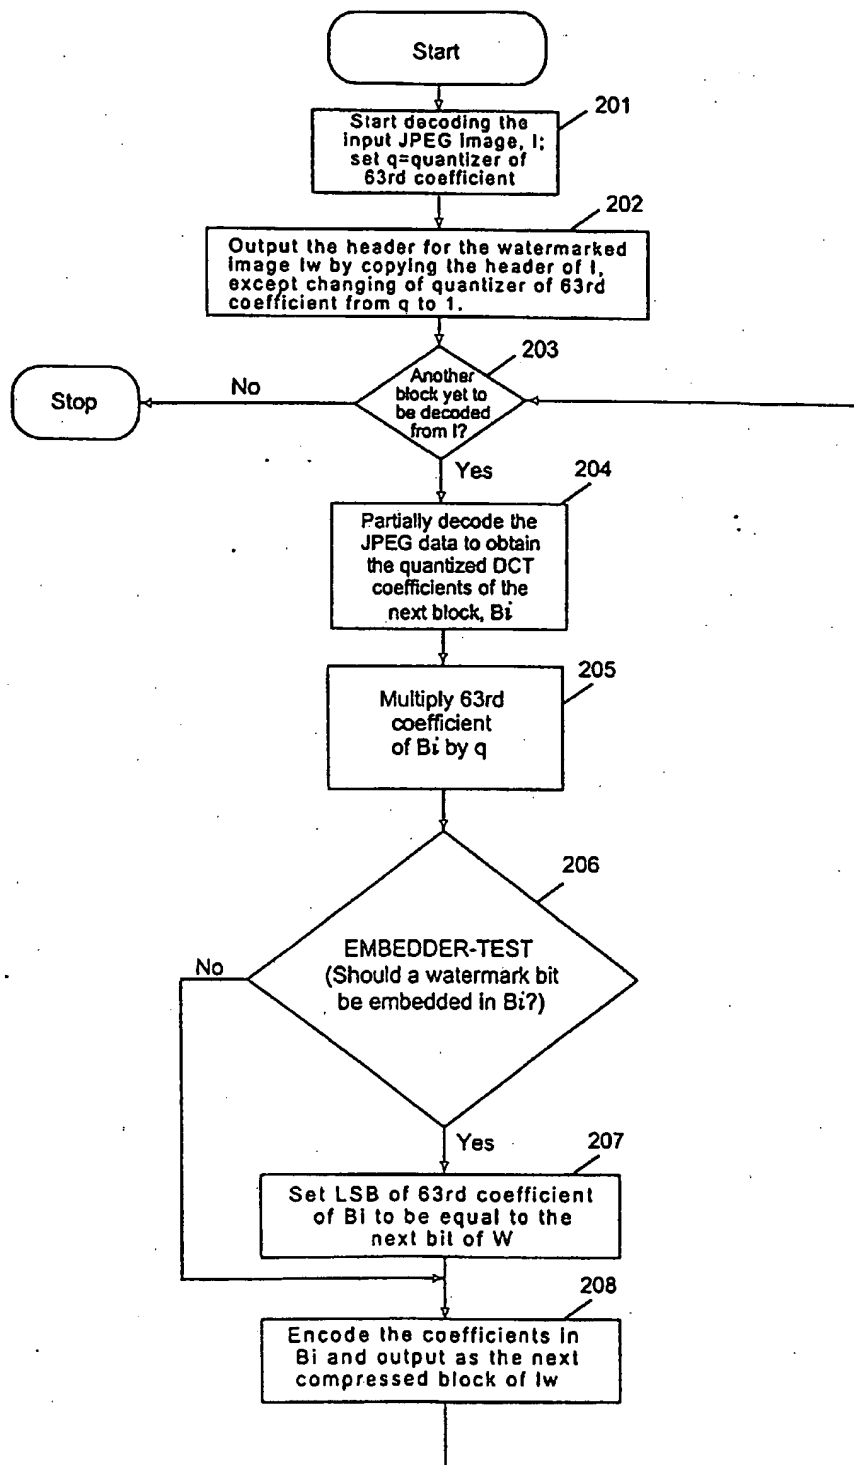 Start
201
Start decoding the
input JPEG image, I;
set q=quantizer of
63rd coefficient
202
Output the header for the watermarked
image Iw by copying the header of I,
except changing of quantizer of 63rd
coefficient from q to 1.
203
Another
block yet to
be decoded
from I?
No
Stop
Yes
204
Partially decode the
JPEG data to obtain
the quantized DCT
coefficients of the
next block, Bi
205
Multiply 63rd
coefficient
of Bi by q
206
EMBEDDER-TEST
(Should a watermark bit
be embedded in Bi?)
No
Yes
207
Set LSB of 63rd coefficient
of Bi to be equal to the
next bit of W
208
Encode the coefficients in
Bi and output as the next
compressed block of Iw